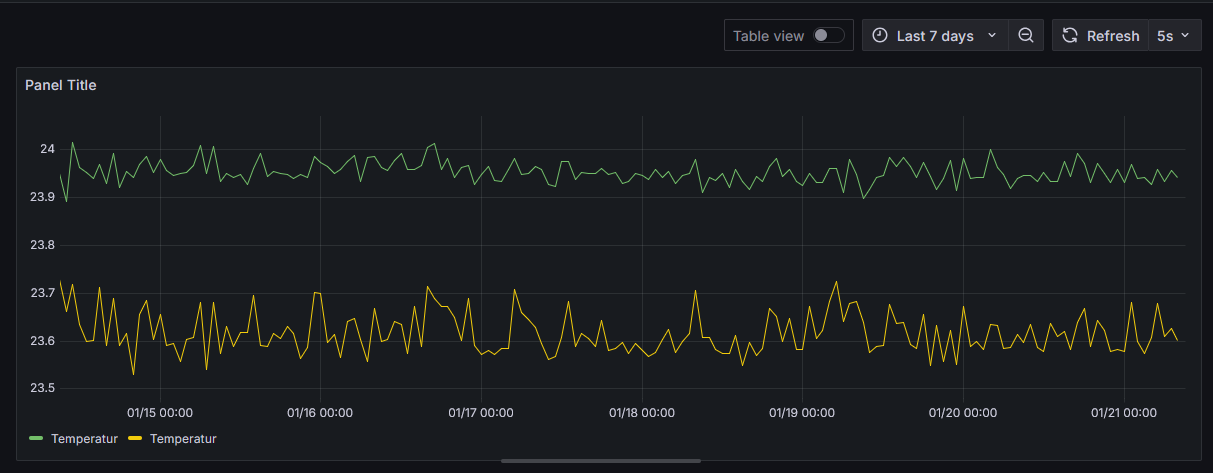 Table view Last 7 days Refresh 5s
Panel Title
24
23.9
23.8
23.7
23.6
23.5
01/15 00:00 01/16 00:00 01/17 00:00 01/18 00:00 01/19 00:00 01/20 00:00 01/21 00:00
Temperatur Temperatur